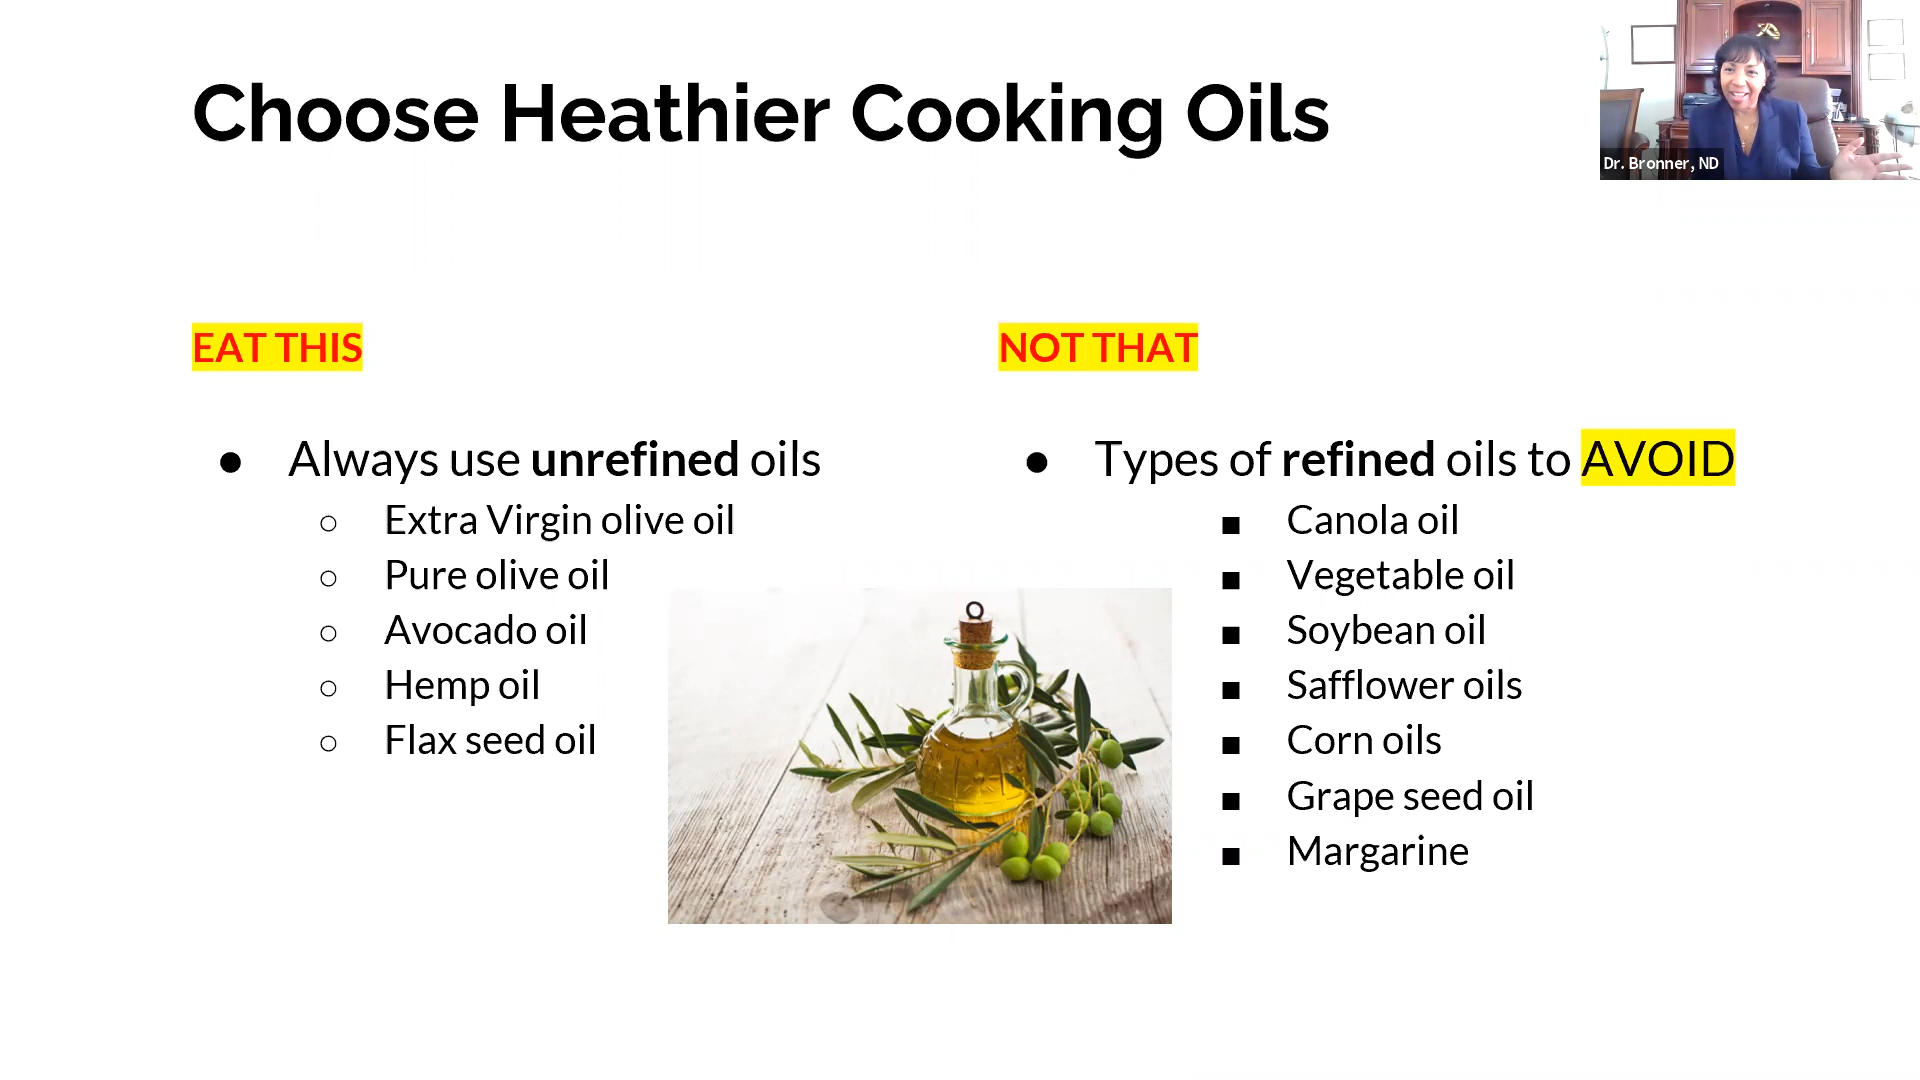 Choose Heathier Cooking Oils
Dr. Bronner, ND
EAT THIS
● Always use unrefined oils
○ Extra Virgin olive oil
○ Pure olive oil
○ Avocado oil
○ Hemp oil
○ Flax seed oil
NOT THAT
● Types of refined oils to AVOID
■ Canola oil
■ Vegetable oil
■ Soybean oil
■ Safflower oils
■ Corn oils
■ Grape seed oil
■ Margarine